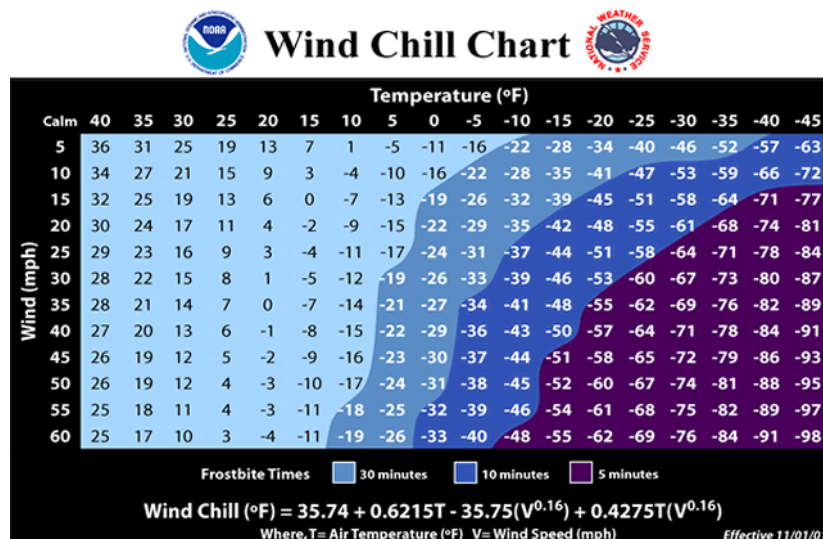 NOAA
Wind Chill Chart
NATIONAL WEATHER SERVICE
Temperature (ºF)
Calm 40 35 30 25 20 15 10 5 0 -5 -10 -15 -20 -25 -30 -35 -40 -45
5 36 31 25 19 13 7 1 -5 -11 -16 -22 -28 -34 -40 -46 -52 -57 -63
10 34 27 21 15 9 3 -4 -10 -16 -22 -28 -35 -41 -47 -53 -59 -66 -72
15 32 25 19 13 6 0 -7 -13 -19 -26 -32 -39 -45 -51 -58 -64 -71 -77
20 30 24 17 11 4 -2 -9 -15 -22 -29 -35 -42 -48 -55 -61 -68 -74 -81
25 29 23 16 9 3 -4 -11 -17 -24 -31 -37 -44 -51 -58 -64 -71 -78 -84
30 28 22 15 8 1 -5 -12 -19 -26 -33 -39 -46 -53 -60 -67 -73 -80 -87
35 28 21 14 7 0 -7 -14 -21 -27 -34 -41 -48 -55 -62 -69 -76 -82 -89
40 27 20 13 6 -1 -8 -15 -22 -29 -36 -43 -50 -57 -64 -71 -78 -84 -91
45 26 19 12 5 -2 -9 -16 -23 -30 -37 -44 -51 -58 -65 -72 -79 -86 -93
50 26 19 12 4 -3 -10 -17 -24 -31 -38 -45 -52 -60 -67 -74 -81 -88 -95
55 25 18 11 4 -3 -11 -18 -25 -32 -39 -46 -54 -61 -68 -75 -82 -89 -97
60 25 17 10 3 -4 -11 -19 -26 -33 -40 -48 -55 -62 -69 -76 -84 -91 -98
Wind (mph)
Frostbite Times 30 minutes 10 minutes 5 minutes
Wind Chill (ºF) = 35.74 + 0.6215T - 35.75(V^0.16) + 0.4275T(V^0.16)
Where, T= Air Temperature (ºF) V= Wind Speed (mph) Effective 11/01/0